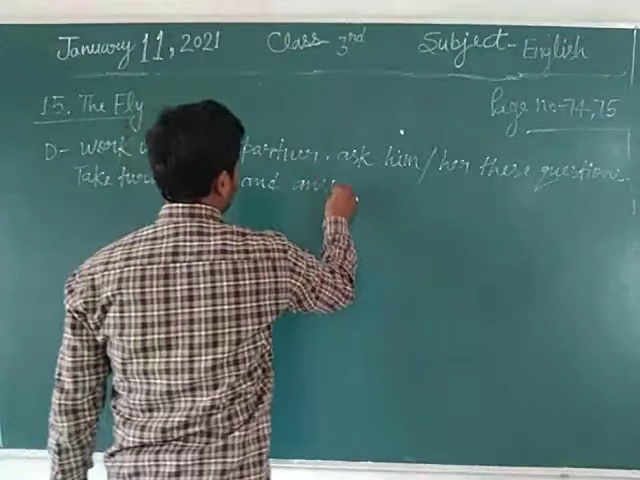 January 11, 2021 Class- 3rd Subject- English
15. The Fly Page no-74,75
D- Work partner. ask him/her these questions.
Take and